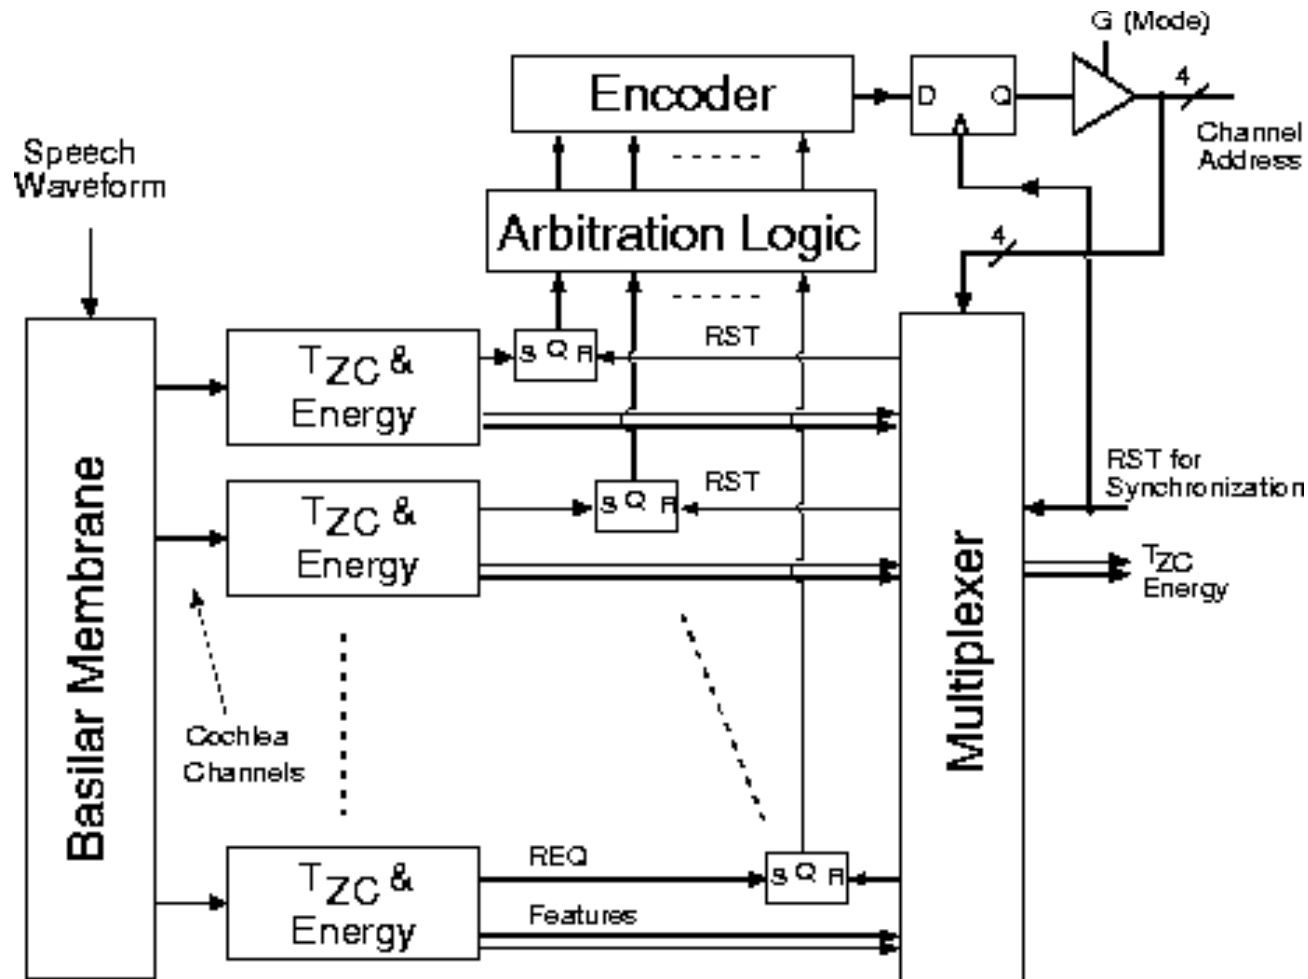 G (Mode)
Encoder
D Q
4
Channel
Address
Speech
Waveform
Arbitration Logic
4
TZC &
Energy
S Q R
RST
TZC &
Energy
S Q R
RST
RST for
Synchronization
TZC
Energy
Basilar Membrane
Multiplexer
Cochlea
Channels
TZC &
Energy
REQ
S Q R
Features